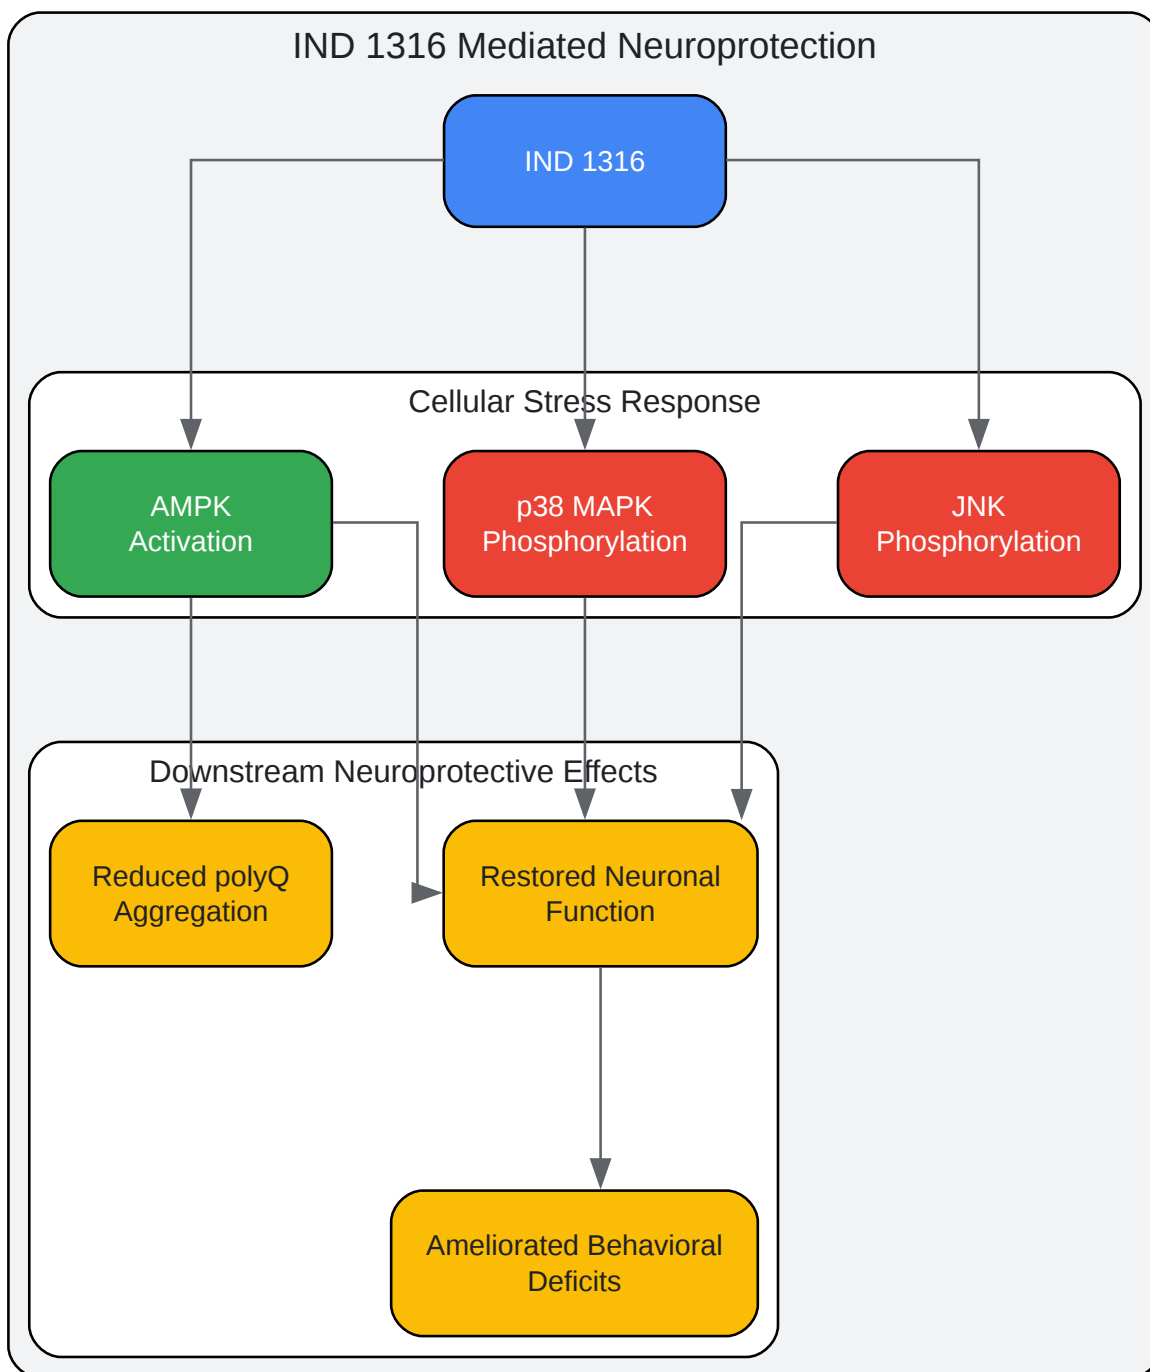 IND 1316 Mediated Neuroprotection
IND 1316
Cellular Stress Response
AMPK
Activation
p38 MAPK
Phosphorylation
JNK
Phosphorylation
Downstream Neuroprotective Effects
Reduced polyQ
Aggregation
Restored Neuronal
Function
Ameliorated Behavioral
Deficits